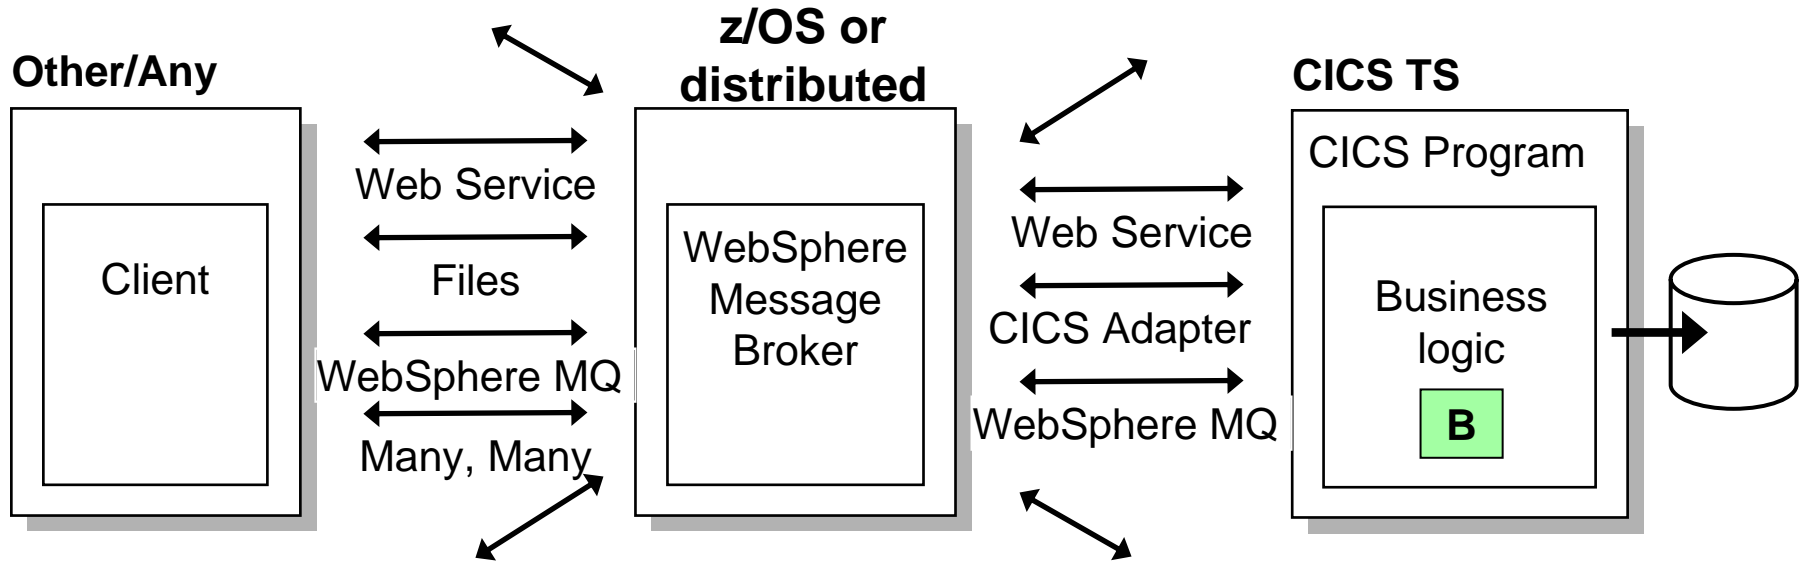 Other/Any
Client
Web Service
Files
WebSphere MQ
Many, Many
z/OS or
distributed
WebSphere
Message
Broker
Web Service
CICS Adapter
WebSphere MQ
CICS TS
CICS Program
Business
logic
B